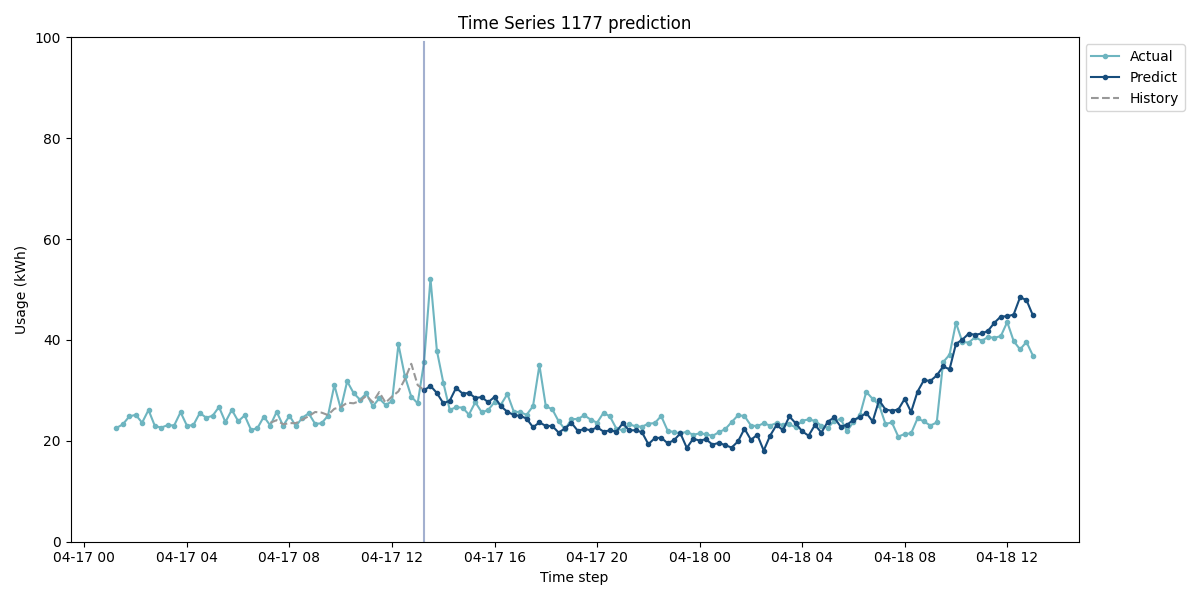 Time Series 1177 prediction
Usage (kWh)
100
80
60
40
20
0
04-17 00
04-17 04
04-17 08
04-17 12
04-17 16
04-17 20
04-18 00
04-18 04
04-18 08
04-18 12
Time step
Actual
Predict
History